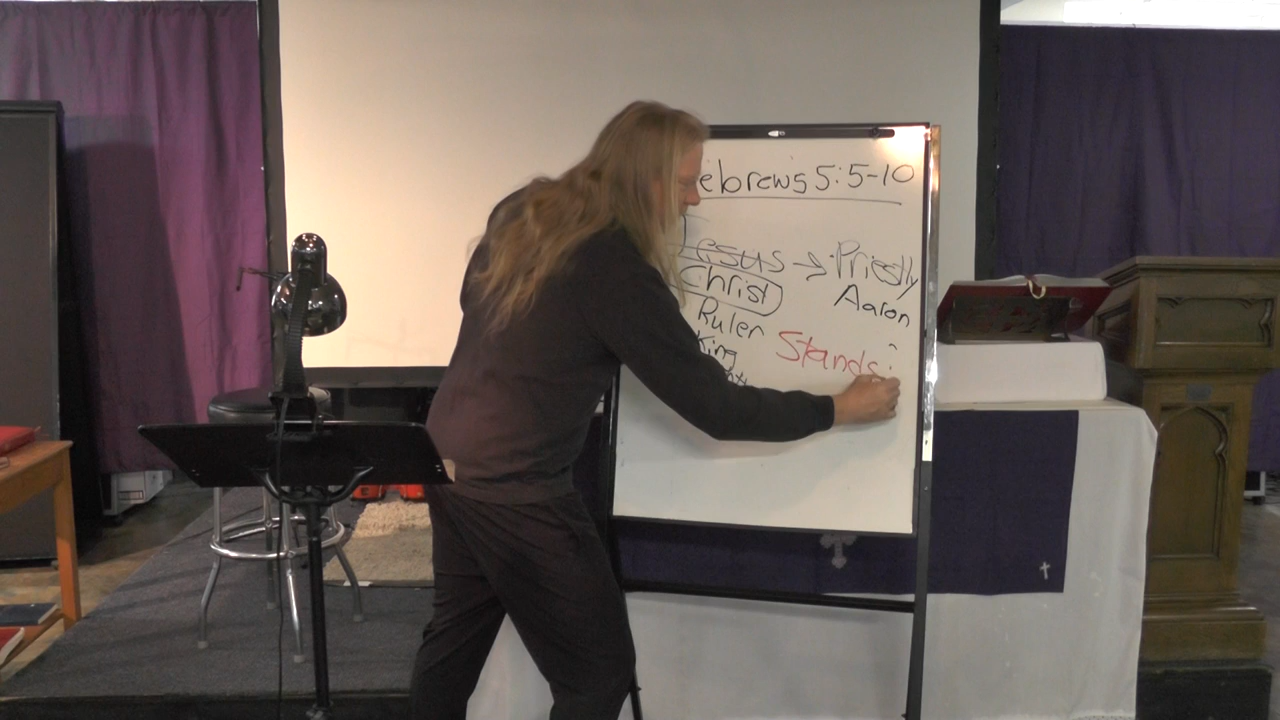 ebrews 5:5-10
Jesus → Priestly
Christ
Aaron
Ruler
King
Stands